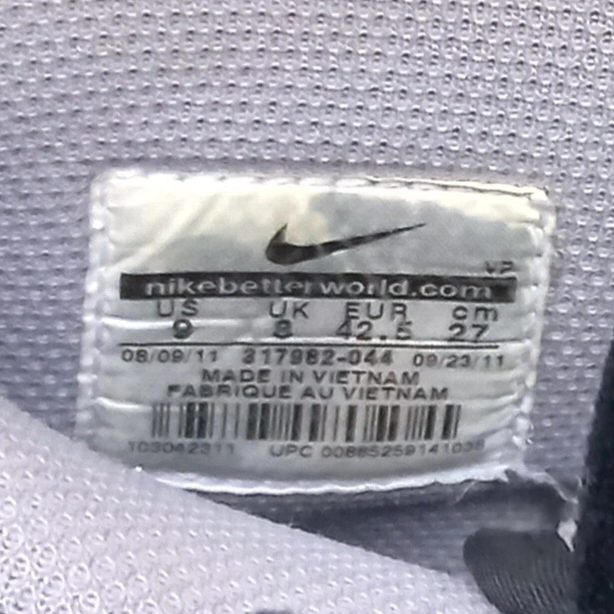 VP
nikebetterworld.com
US UK EUR cm
9 8 42.5 27
08/09/11 317982-044 09/23/11
MADE IN VIETNAM
FABRIQUE AU VIETNAM
UPC